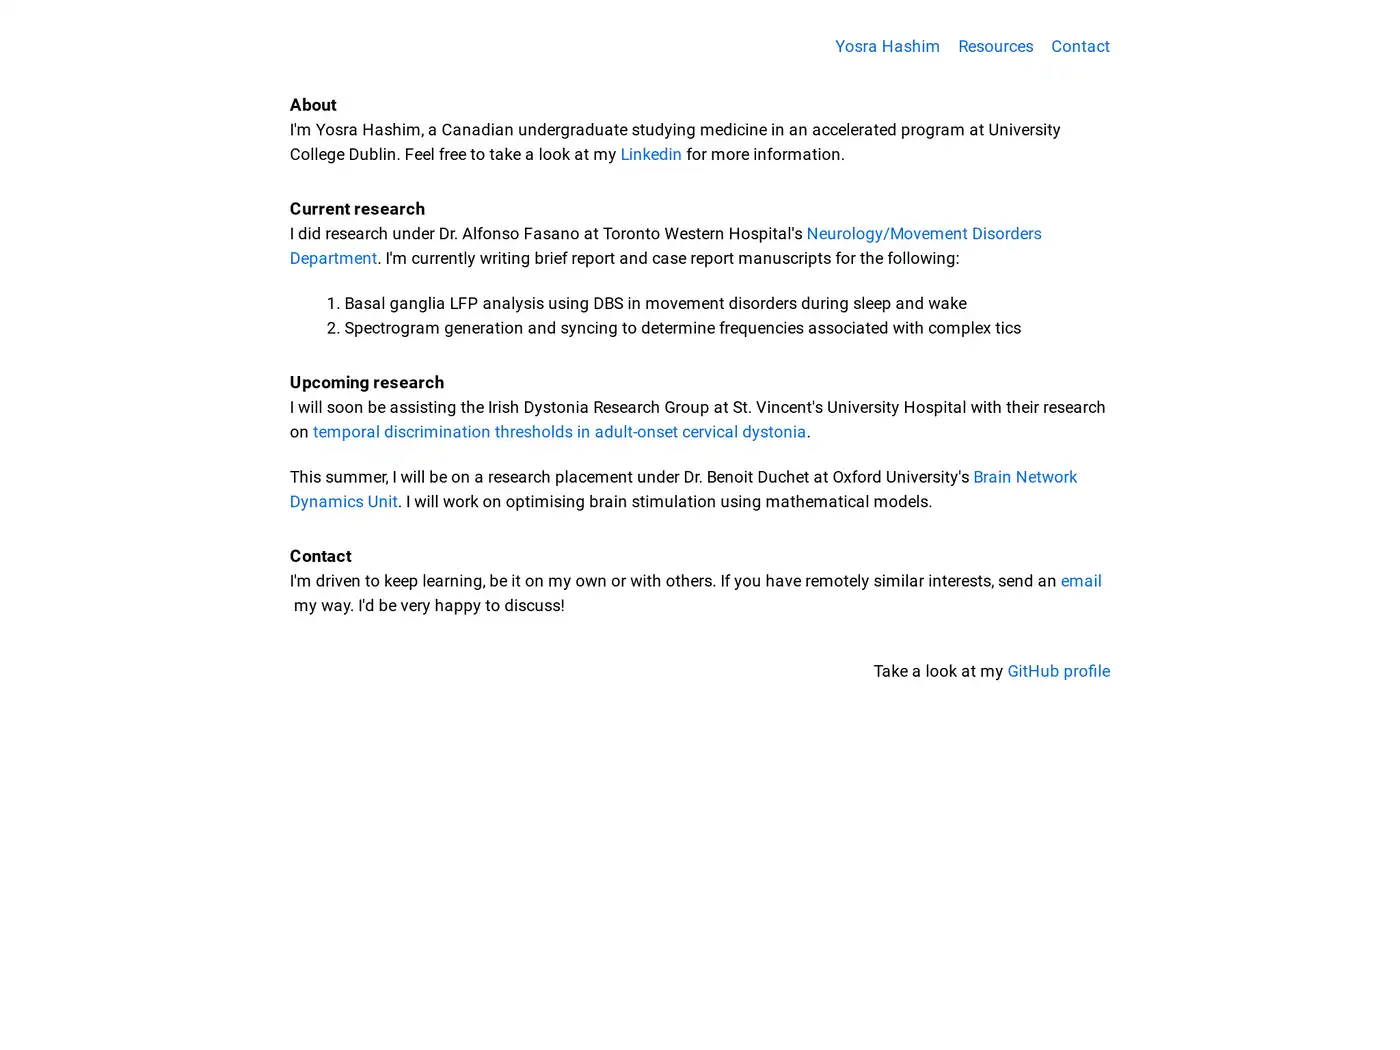 Yosra Hashim Resources Contact
About
I'm Yosra Hashim, a Canadian undergraduate studying medicine in an accelerated program at University
College Dublin. Feel free to take a look at my Linkedin for more information.
Current research
I did research under Dr. Alfonso Fasano at Toronto Western Hospital's Neurology/Movement Disorders
Department. I'm currently writing brief report and case report manuscripts for the following:
1. Basal ganglia LFP analysis using DBS in movement disorders during sleep and wake
2. Spectrogram generation and syncing to determine frequencies associated with complex tics
Upcoming research
I will soon be assisting the Irish Dystonia Research Group at St. Vincent's University Hospital with their research
on temporal discrimination thresholds in adult-onset cervical dystonia.
This summer, I will be on a research placement under Dr. Benoit Duchet at Oxford University's Brain Network
Dynamics Unit. I will work on optimising brain stimulation using mathematical models.
Contact
I'm driven to keep learning, be it on my own or with others. If you have remotely similar interests, send an email
my way. I'd be very happy to discuss!
Take a look at my GitHub profile